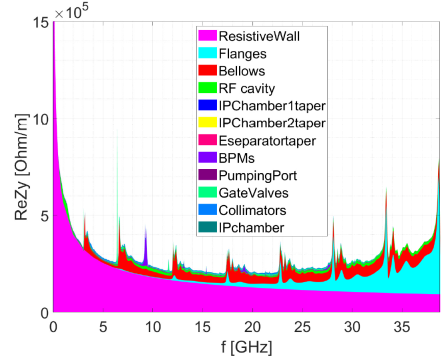 15 ×10⁵
ResistiveWall
Flanges
Bellows
RF cavity
IPChamber1taper
IPChamber2taper
Eseparatortaper
BPMs
PumpingPort
GateValves
Collimators
IPchamber
10
5
0
ReZy [Ohm/m]
0 5 10 15 20 25 30 35
f [GHz]